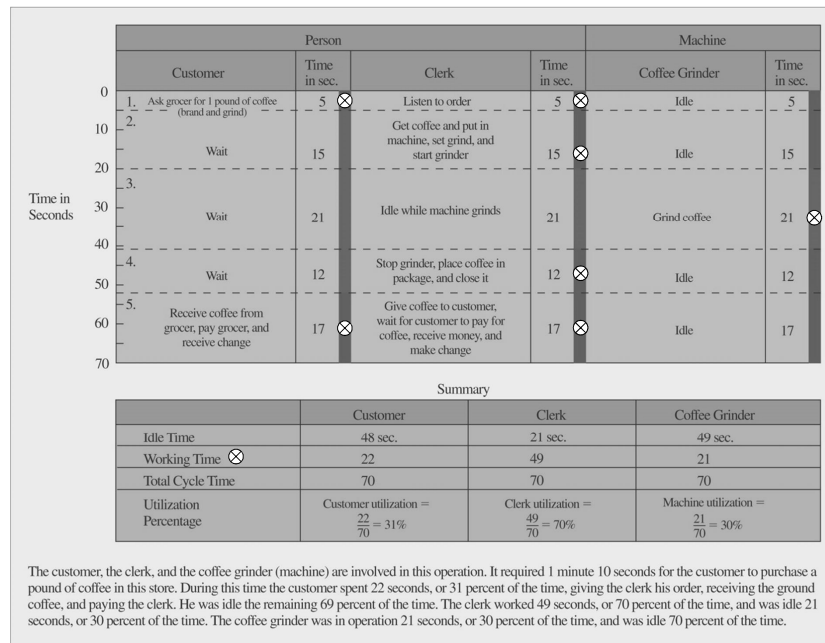 Person Machine
Customer Time in sec. Clerk Time in sec. Coffee Grinder Time in sec.
Time in Seconds
0
10
20
30
40
50
60
70
1. Ask grocer for 1 pound of coffee
(brand and grind)
5 Listen to order 5 Idle 5
2.
Wait 15
Get coffee and put in
machine, set grind, and
start grinder
15 Idle 15
3.
Wait 21 Idle while machine grinds 21 Grind coffee 21
4.
Wait 12
Stop grinder, place coffee in
package, and close it
12 Idle 12
5.
Receive coffee from
grocer, pay grocer, and
receive change
17
Give coffee to customer,
wait for customer to pay for
coffee, receive money, and
make change
17 Idle 17
Summary
Customer Clerk Coffee Grinder
Idle Time 48 sec. 21 sec. 49 sec.
Working Time 22 49 21
Total Cycle Time 70 70 70
Utilization
Percentage
Customer utilization =
22/70 = 31%
Clerk utilization =
49/70 = 70%
Machine utilization =
21/70 = 30%
The customer, the clerk, and the coffee grinder (machine) are involved in this operation. It required 1 minute 10 seconds for the customer to purchase a
pound of coffee in this store. During this time the customer spent 22 seconds, or 31 percent of the time, giving the clerk his order, receiving the ground
coffee, and paying the clerk. He was idle the remaining 69 percent of the time. The clerk worked 49 seconds, or 70 percent of the time, and was idle 21
seconds, or 30 percent of the time. The coffee grinder was in operation 21 seconds, or 30 percent of the time, and was idle 70 percent of the time.